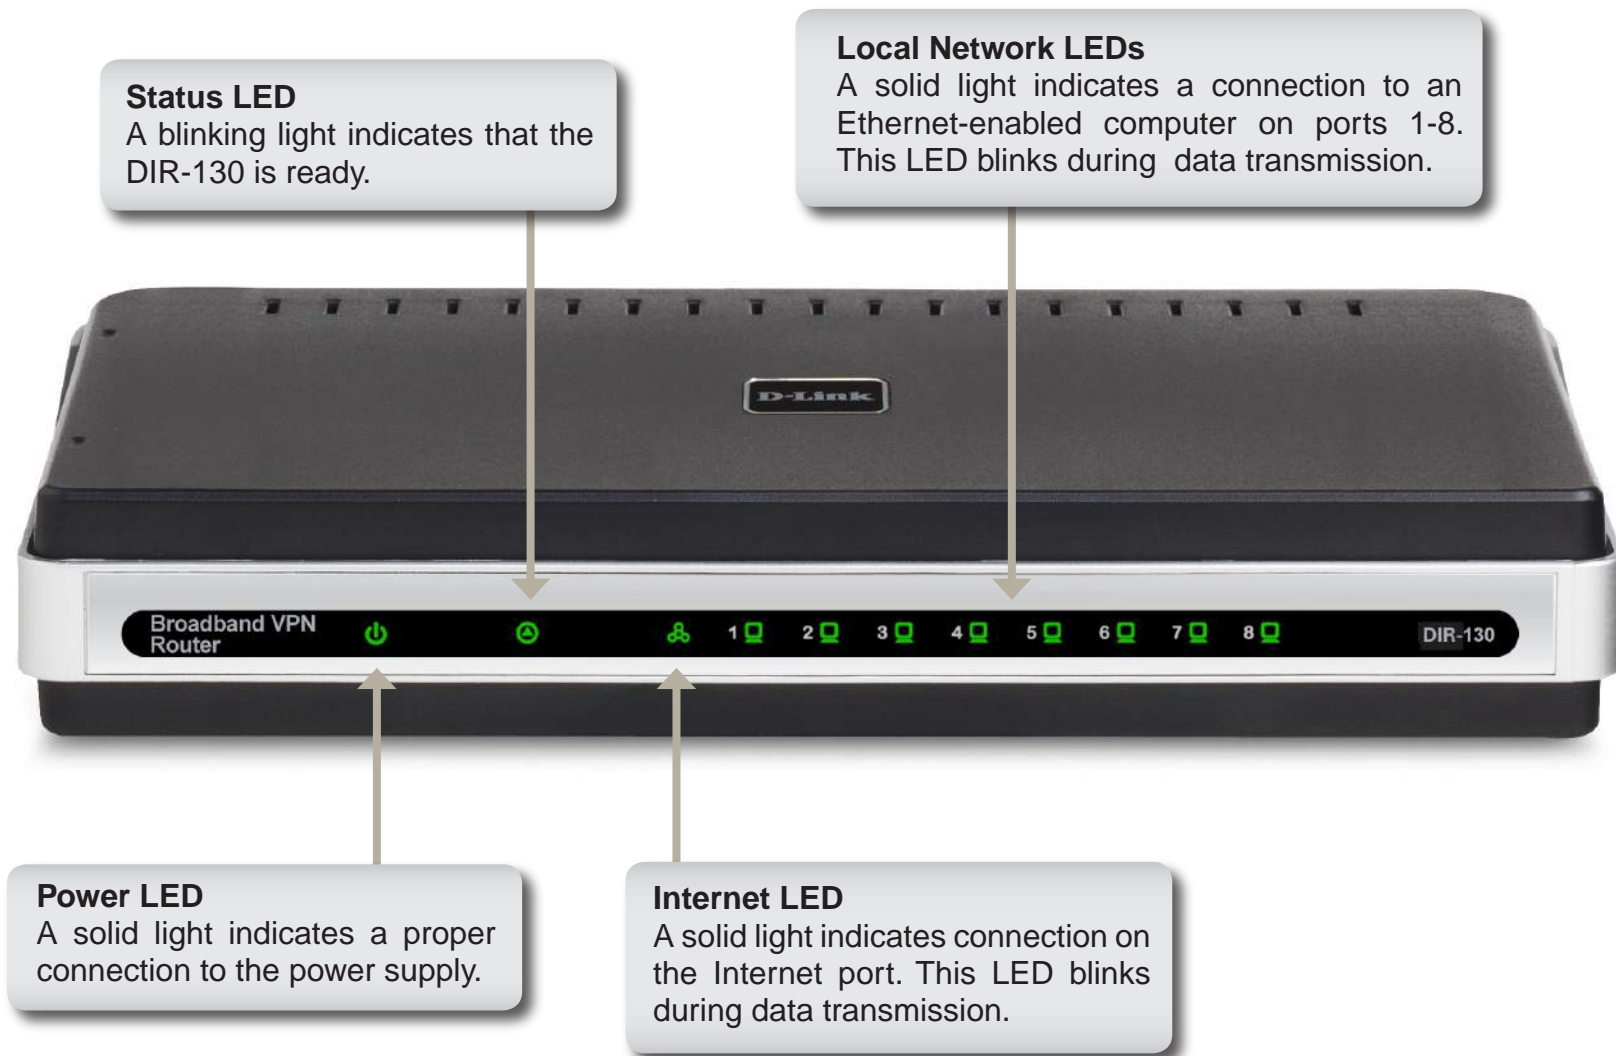 Local Network LEDs
A solid light indicates a connection to an
Ethernet-enabled computer on ports 1-8.
This LED blinks during data transmission.
Status LED
A blinking light indicates that the
DIR-130 is ready.
D-Link
Broadband VPN
Router
1 2 3 4 5 6 7 8
DIR-130
Power LED
A solid light indicates a proper
connection to the power supply.
Internet LED
A solid light indicates connection on
the Internet port. This LED blinks
during data transmission.